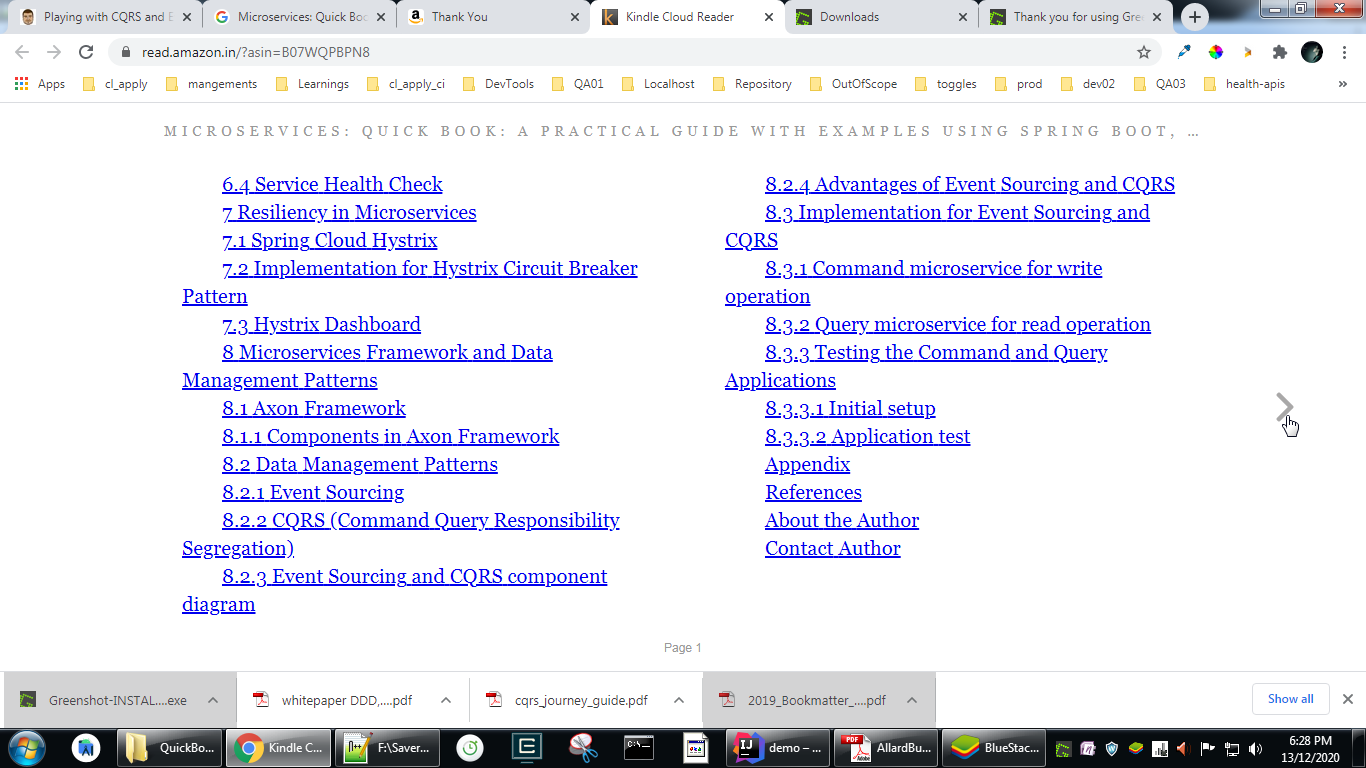 Playing with CQRS and E
Microservices: Quick Boo
Thank You
Kindle Cloud Reader
Downloads
Thank you for using Gre
read.amazon.in/?asin=B07WQPBPN8
Apps
cl_apply
mangements
Learnings
cl_apply_ci
DevTools
QA01
Localhost
Repository
OutOfScope
toggles
prod
dev02
QA03
health-apis
MICROSERVICES: QUICK BOOK: A PRACTICAL GUIDE WITH EXAMPLES USING SPRING BOOT, …
6.4 Service Health Check
7 Resiliency in Microservices
7.1 Spring Cloud Hystrix
7.2 Implementation for Hystrix Circuit Breaker
Pattern
7.3 Hystrix Dashboard
8 Microservices Framework and Data
Management Patterns
8.1 Axon Framework
8.1.1 Components in Axon Framework
8.2 Data Management Patterns
8.2.1 Event Sourcing
8.2.2 CQRS (Command Query Responsibility
Segregation)
8.2.3 Event Sourcing and CQRS component
diagram
8.2.4 Advantages of Event Sourcing and CQRS
8.3 Implementation for Event Sourcing and
CQRS
8.3.1 Command microservice for write
operation
8.3.2 Query microservice for read operation
8.3.3 Testing the Command and Query
Applications
8.3.3.1 Initial setup
8.3.3.2 Application test
Appendix
References
About the Author
Contact Author
Page 1
Greenshot-INSTAL....exe
whitepaper DDD,....pdf
cqrs_journey_guide.pdf
2019_Bookmatter_....pdf
Show all
QuickBo...
Kindle C...
F:\Saver...
demo – ...
AllardBu...
BlueStac...
6:28 PM
13/12/2020